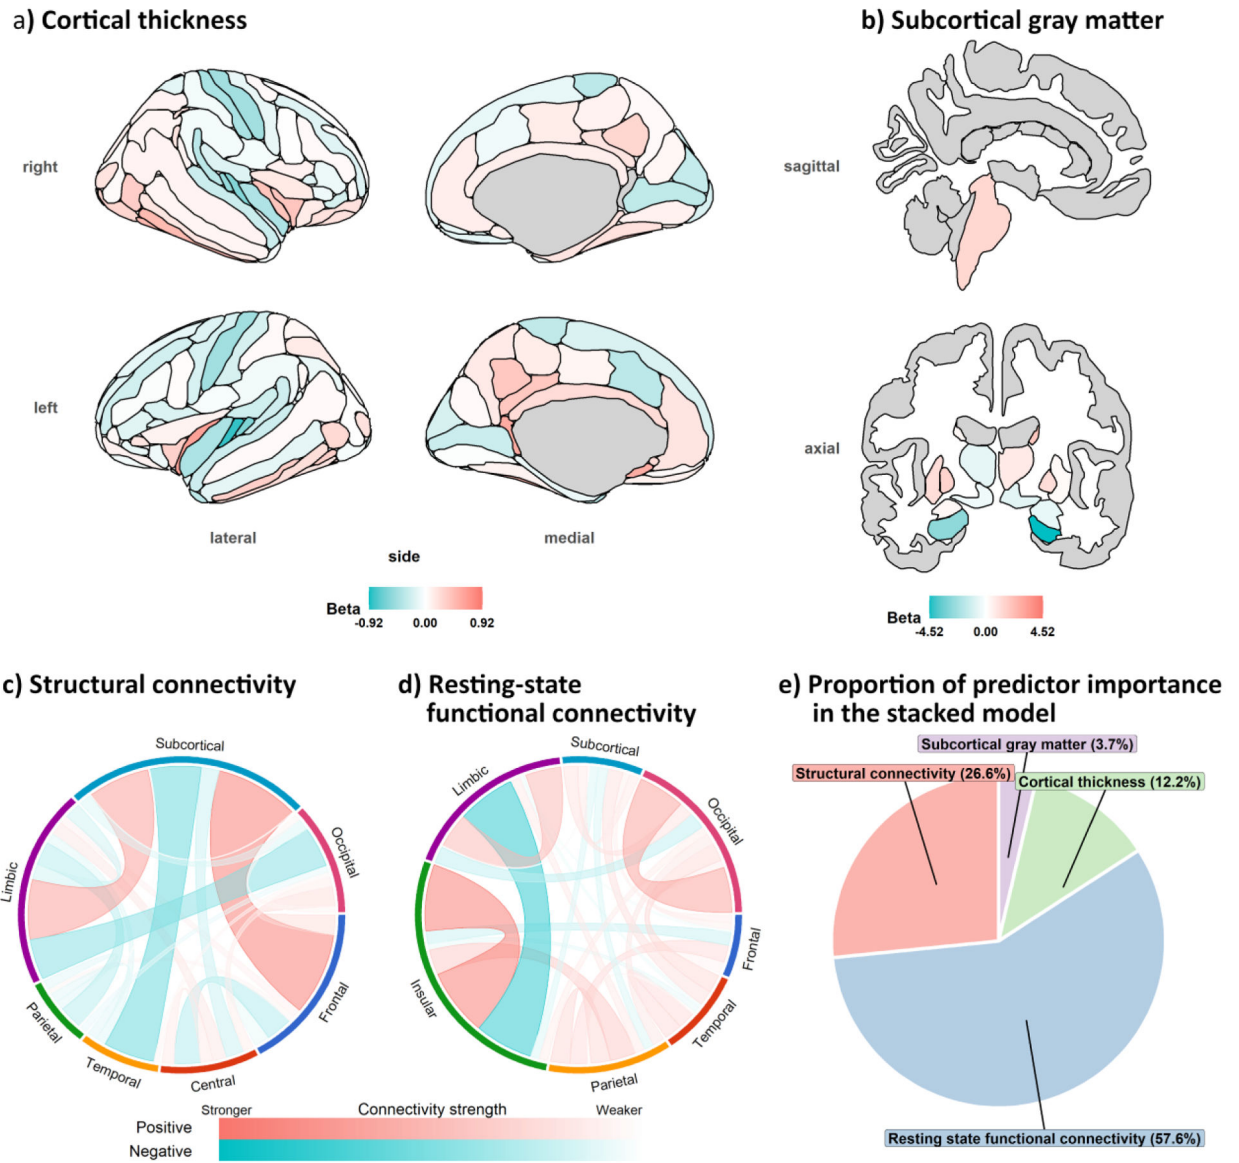 a) Cortical thickness
b) Subcortical gray matter
right
sagittal
left
axial
lateral
medial
side
Beta
-0.92
0.00
0.92
Beta
-4.52
0.00
4.52
c) Structural connectivity
d) Resting-state
functional connectivity
e) Proportion of predictor importance
in the stacked model
Subcortical
Occipital
Limbic
Frontal
Parietal
Temporal
Central
Subcortical
Limbic
Occipital
Frontal
Insular
Temporal
Parietal
Subcortical gray matter (3.7%)
Structural connectivity (26.6%)
Cortical thickness (12.2%)
Resting state functional connectivity (57.6%)
Stronger
Connectivity strength
Weaker
Positive
Negative